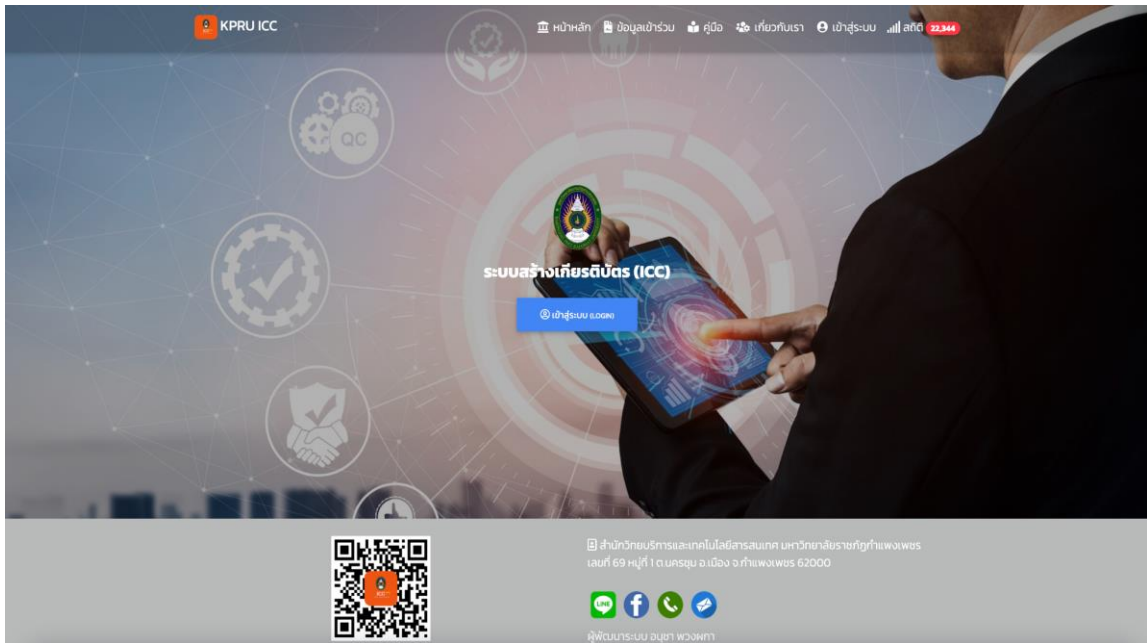 KPRU ICC
หน้าหลัก ข้อมูลเข้าร่วม คู่มือ เกี่ยวกับเรา เข้าสู่ระบบ สถิติ 22,344
QC
ระบบสร้างเกียรติบัตร (ICC)
เข้าสู่ระบบ (LOGIN)
สำนักวิทยบริการและเทคโนโลยีสารสนเทศ มหาวิทยาลัยราชภัฏกำแพงเพชร
เลขที่ 69 หมู่ที่ 1 ต.นครชุม อ.เมือง จ.กำแพงเพชร 62000
LINE
ผู้พัฒนาระบบ อนุชา พวงผกา